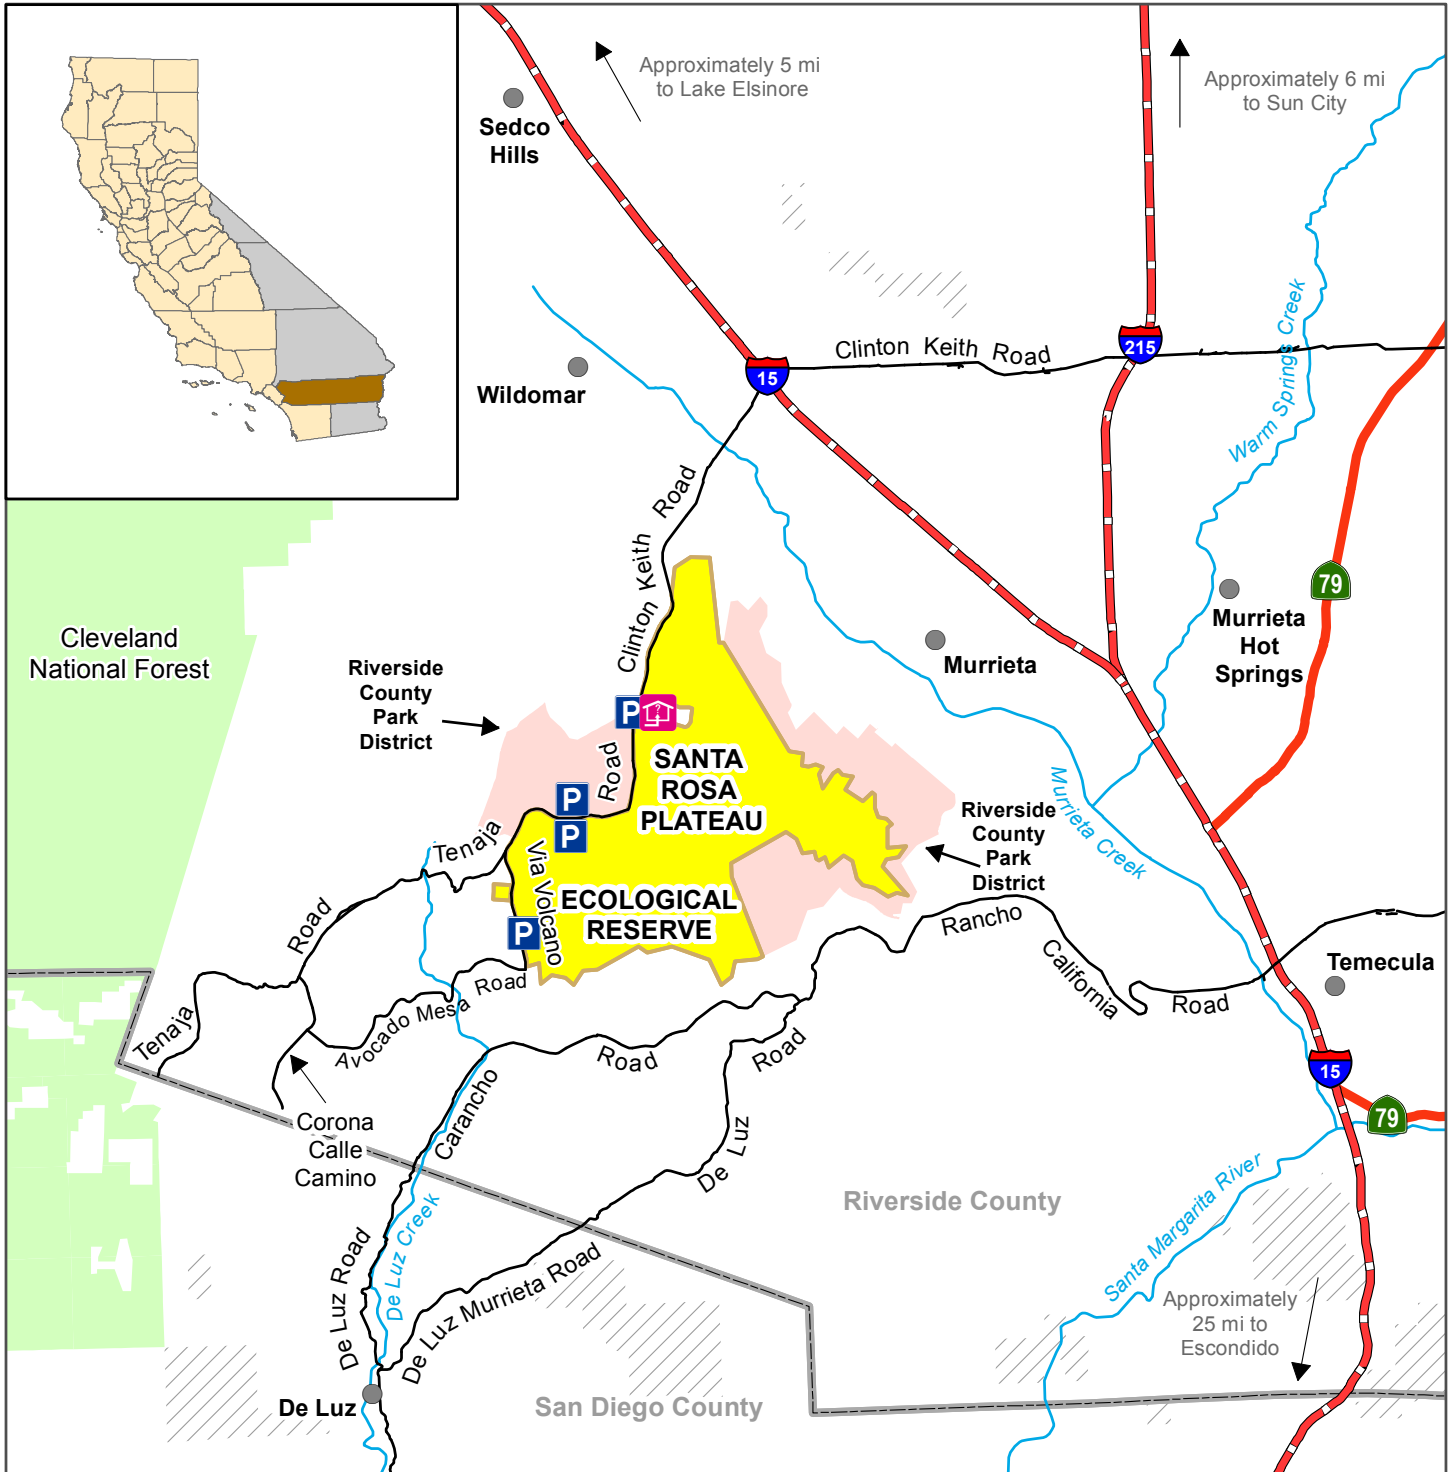 Approximately 5 mi
to Lake Elsinore
Approximately 6 mi
to Sun City
Sedco
Hills
Wildomar
15
Clinton Keith Road
215
Warm Springs Creek
79
Clinton Keith Road
Cleveland
National Forest
Riverside
County
Park
District
Murrieta
Murrieta
Hot
Springs
P
?
SANTA
ROSA
PLATEAU
Road
P
P
Tenaja
Via Volcano
Murrieta Creek
Riverside
County
Park
District
ECOLOGICAL
RESERVE
P
Road
Rancho
California
Road
Temecula
Tenaja
Avocado Mesa Road
Road
Road
15
79
Corona
Calle
Camino
Carancho
De Luz
Riverside County
Santa Margarita River
De Luz Road
De Luz Creek
De Luz Murrieta Road
Approximately
25 mi to
Escondido
De Luz
San Diego County